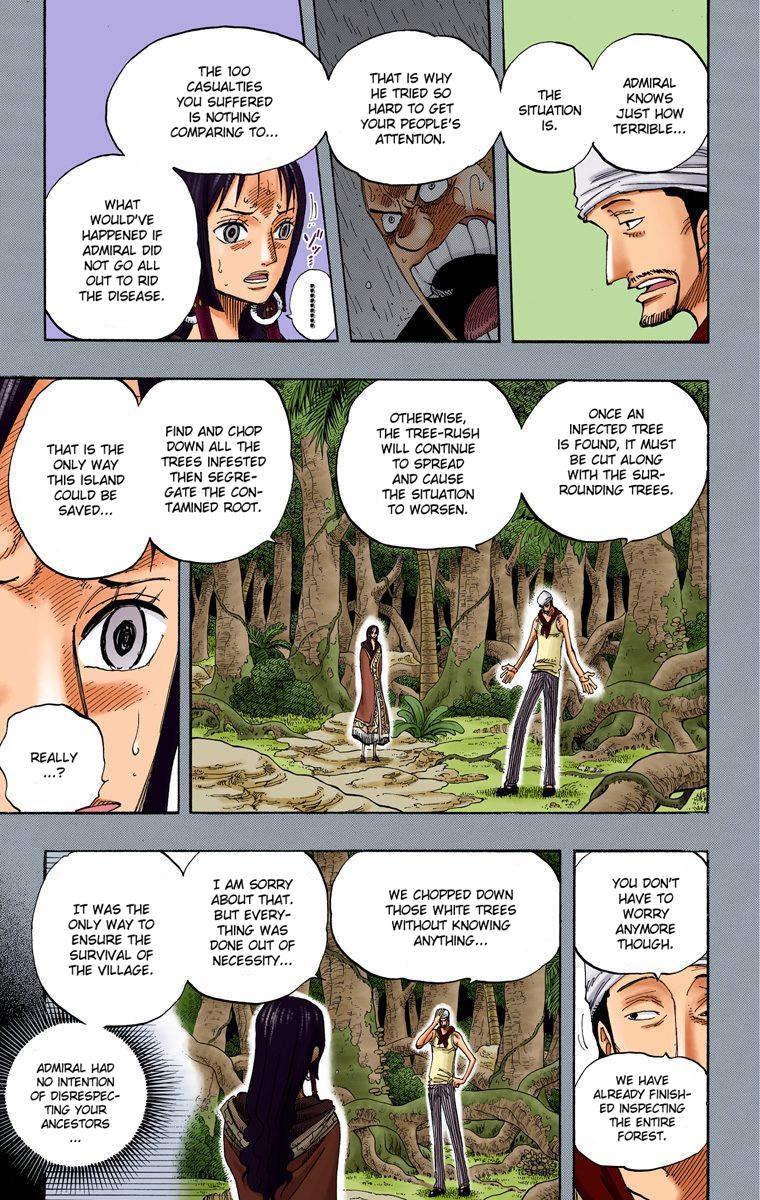 ADMIRAL
KNOWS
JUST HOW
TERRIBLE...
THE
SITUATION
IS.
THAT IS WHY
HE TRIED SO
HARD TO GET
YOUR PEOPLE'S
ATTENTION.
THE 100
CASUALTIES
YOU SUFFERED
IS NOTHING
COMPARING TO...
WHAT
WOULD'VE
HAPPENED IF
ADMIRAL DID
NOT GO ALL
OUT TO RID
THE DISEASE.
ONCE AN
INFECTED TREE
IS FOUND, IT MUST
BE CUT ALONG
WITH THE SUR-
ROUNDING TREES.
OTHERWISE,
THE TREE-RUSH
WILL CONTINUE
TO SPREAD
AND CAUSE
THE SITUATION
TO WORSEN.
FIND AND CHOP
DOWN ALL THE
TREES INFESTED
THEN SEGRE-
GATE THE CON-
TAMINED ROOT.
THAT IS THE
ONLY WAY
THIS ISLAND
COULD BE
SAVED...
REALLY
...?
YOU DON'T
HAVE TO
WORRY
ANYMORE
THOUGH.
WE HAVE
ALREADY FINISH-
ED INSPECTING
THE ENTIRE
FOREST.
WE CHOPPED DOWN
THOSE WHITE TREES
WITHOUT KNOWING
ANYTHING...
I AM SORRY
ABOUT THAT.
BUT EVERY-
THING WAS
DONE OUT OF
NECESSITY...
IT WAS THE
ONLY WAY TO
ENSURE THE
SURVIVAL OF
THE VILLAGE.
ADMIRAL HAD
NO INTENTION
OF DISRESPEC-
TING YOUR
ANCESTORS
...